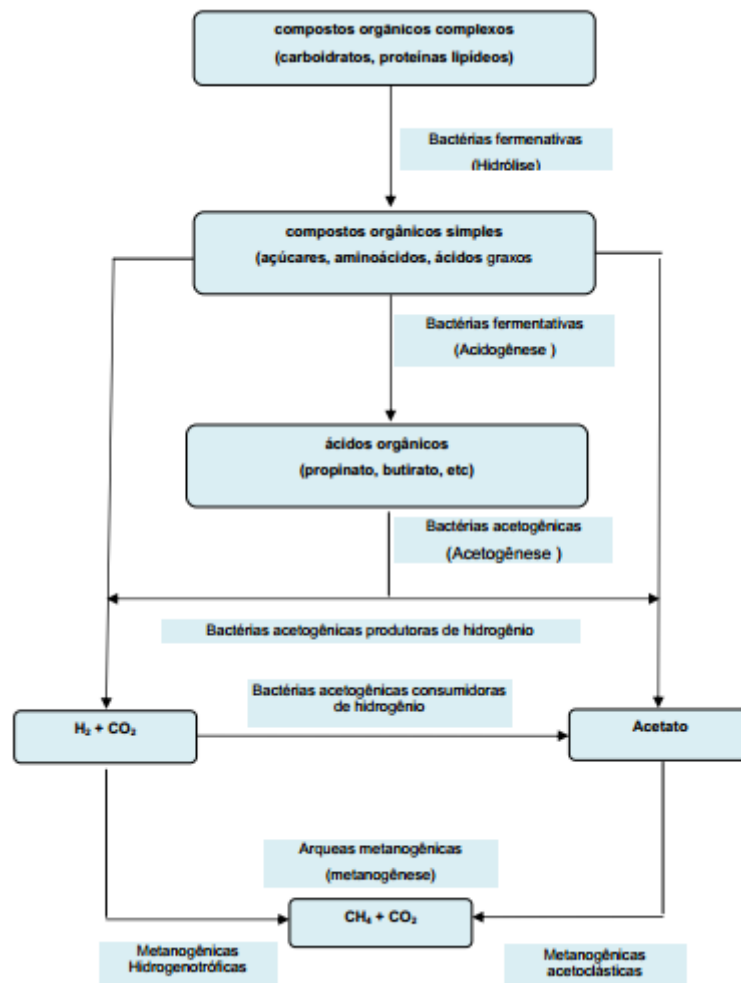 compostos orgânicos complexos
(carboidratos, proteínas lipídeos)
Bactérias fermenativas
(Hidrólise)
compostos orgânicos simples
(açúcares, aminoácidos, ácidos graxos
Bactérias fermentativas
(Acidogênese )
ácidos orgânicos
(propinato, butirato, etc)
Bactérias acetogênicas
(Acetogênese )
Bactérias acetogênicas produtoras de hidrogênio
Bactérias acetogênicas consumidoras
de hidrogênio
H₂ + CO₂
Acetato
Arqueas metanogênicas
(metanogênese)
CH₄ + CO₂
Metanogênicas
Hidrogenotróficas
Metanogênicas
acetoclásticas